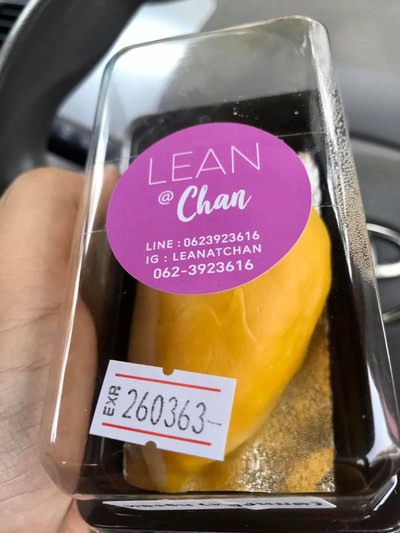 LEAN
@ Chan
LINE : 0623923616
IG : LEANATCHAN
062-3923616
EXP 260363-